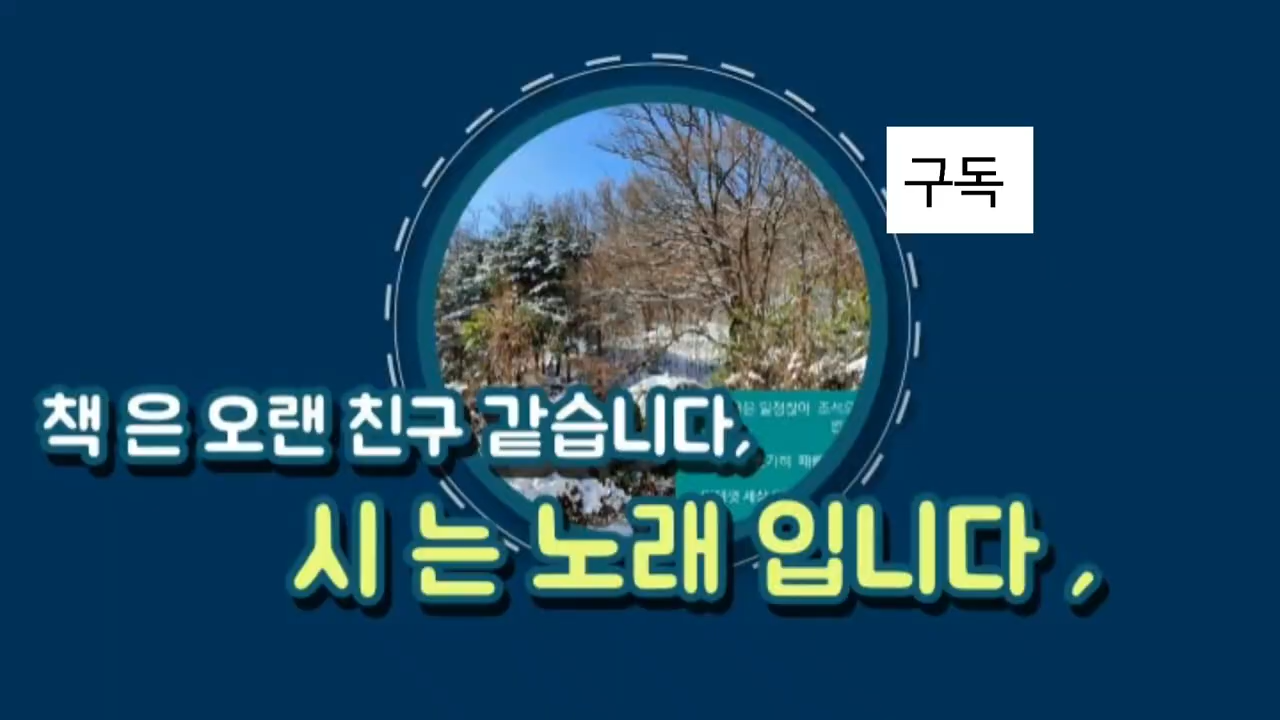 구독
책 은 오랜 친구 같습니다,
시 는 노래 입니다 ,